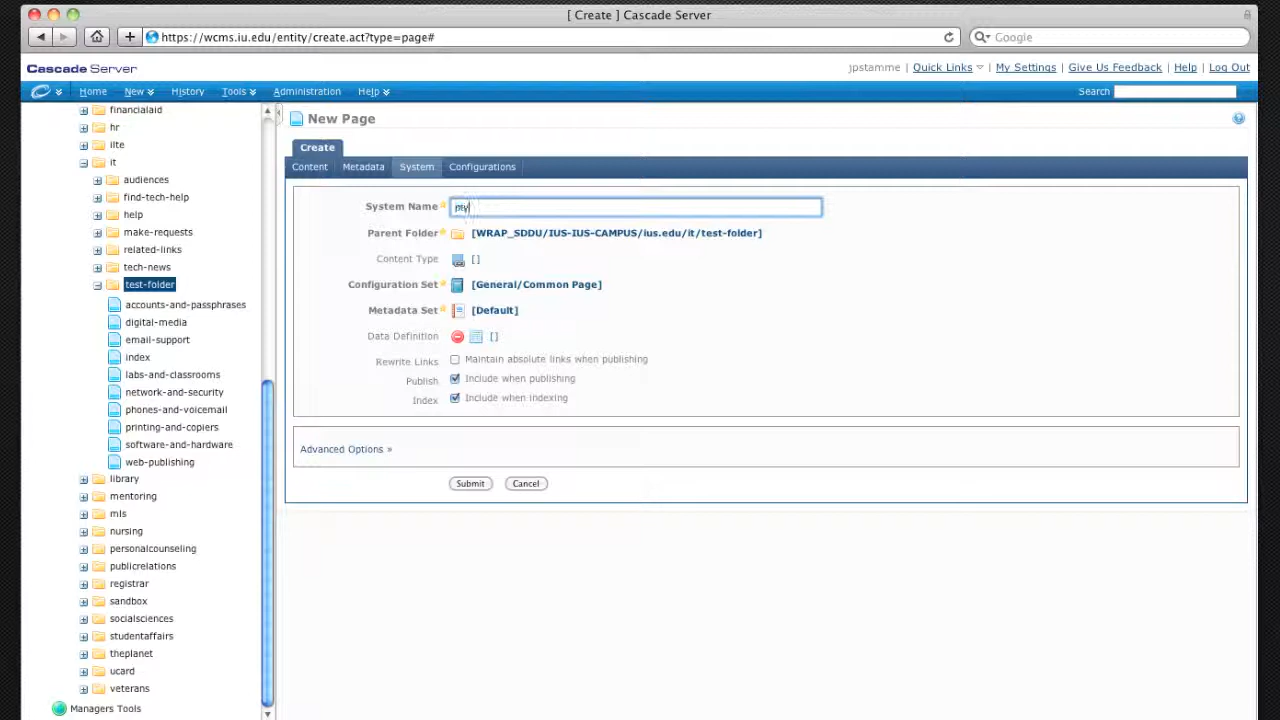 [ Create ] Cascade Server
https://wcms.iu.edu/entity/create.act?type=page#
Google
Cascade Server
jpstamme | Quick Links | My Settings | Give Us Feedback | Help | Log Out
Home New History Tools Administration Help Search
financialaid
hr
ilte
it
audiences
find-tech-help
help
make-requests
related-links
tech-news
test-folder
accounts-and-passphrases
digital-media
email-support
index
labs-and-classrooms
network-and-security
phones-and-voicemail
printing-and-copiers
software-and-hardware
web-publishing
library
mentoring
mls
nursing
personalcounseling
publicrelations
registrar
sandbox
socialsciences
studentaffairs
theplanet
ucard
veterans
Managers Tools
New Page
Create
Content Metadata System Configurations
System Name
Parent Folder [WRAP_SDDU/IUS-IUS-CAMPUS/ius.edu/it/test-folder]
Content Type []
Configuration Set [General/Common Page]
Metadata Set [Default]
Data Definition []
Rewrite Links Maintain absolute links when publishing
Publish Include when publishing
Index Include when indexing
Advanced Options »
Submit Cancel